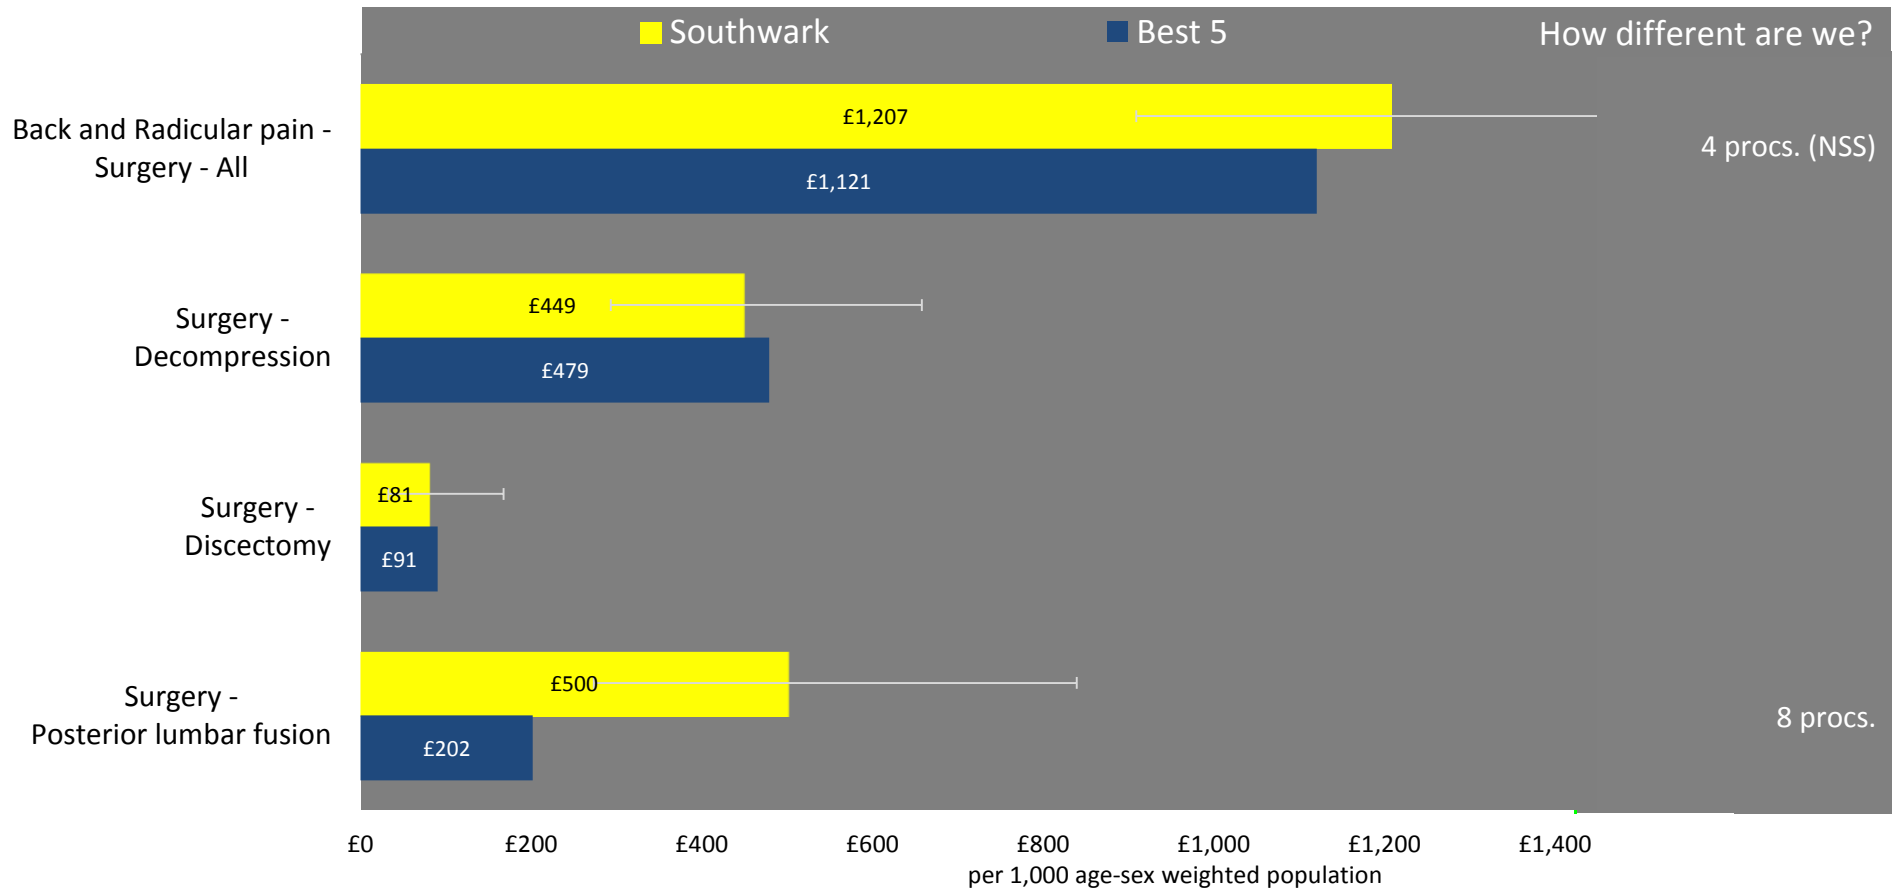 Southwark
Best 5
How different are we?
Back and Radicular pain -
Surgery - All
£1,207
£1,121
4 procs. (NSS)
Surgery -
Decompression
£449
£479
Surgery -
Discectomy
£81
£91
Surgery -
Posterior lumbar fusion
£500
£202
8 procs.
£0 £200 £400 £600 £800 £1,000 £1,200 £1,400
per 1,000 age-sex weighted population